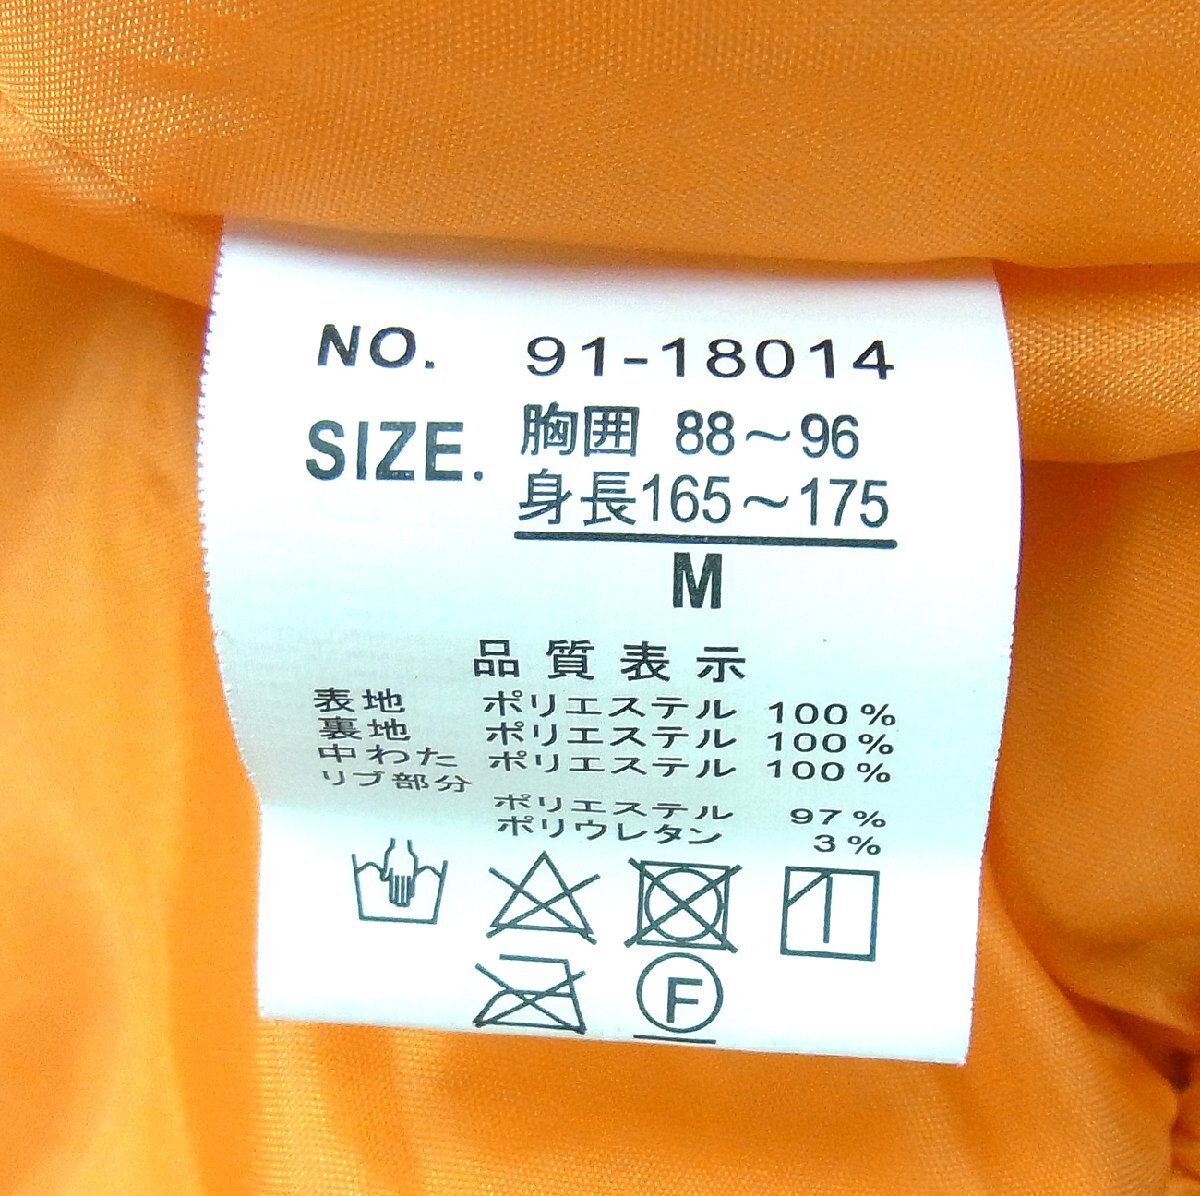 NO. 91-18014
SIZE. 胸囲 88～96
身長165～175
M
品質表示
表地 ポリエステル 100%
裏地 ポリエステル 100%
中わた ポリエステル 100%
リブ部分
ポリエステル 97%
ポリウレタン 3%
F